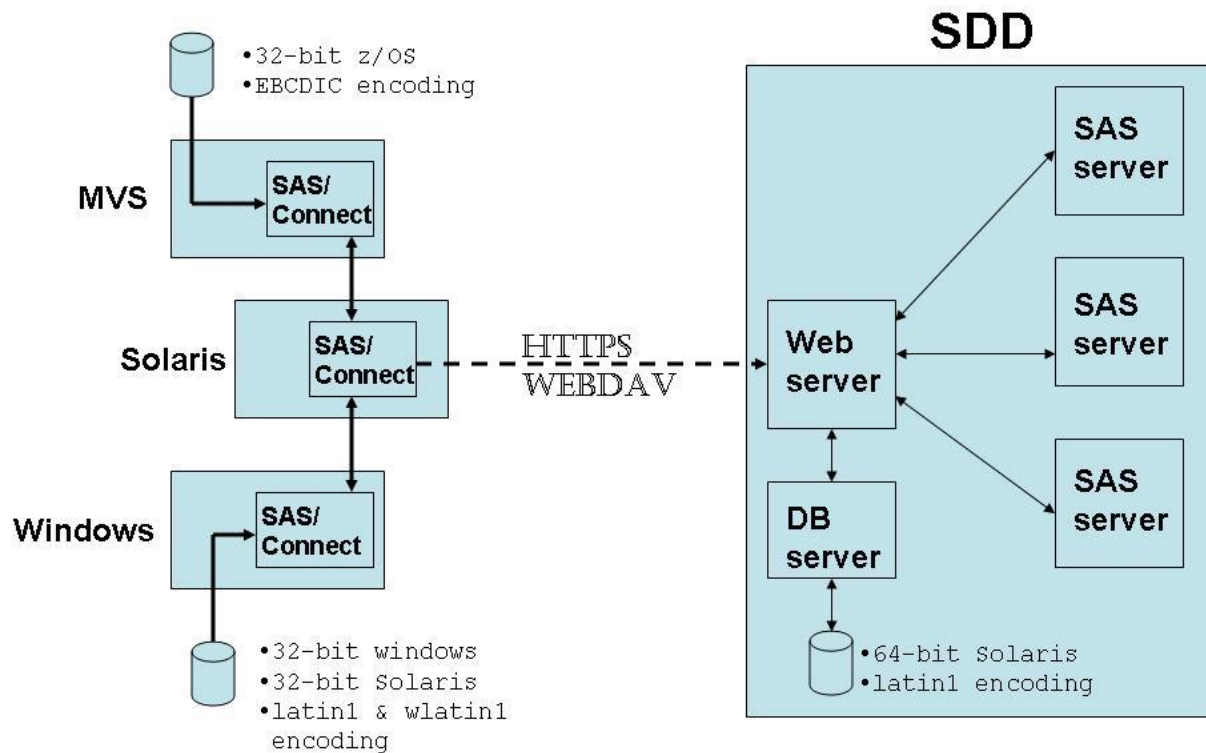 SDD
•32-bit z/OS
•EBCDIC encoding
MVS
SAS/
Connect
Solaris
SAS/
Connect
Windows
SAS/
Connect
•32-bit windows
•32-bit Solaris
•latin1 & wlatin1
encoding
HTTPS
WEBDAV
Web
server
DB
server
•64-bit Solaris
•latin1 encoding
SAS
server
SAS
server
SAS
server